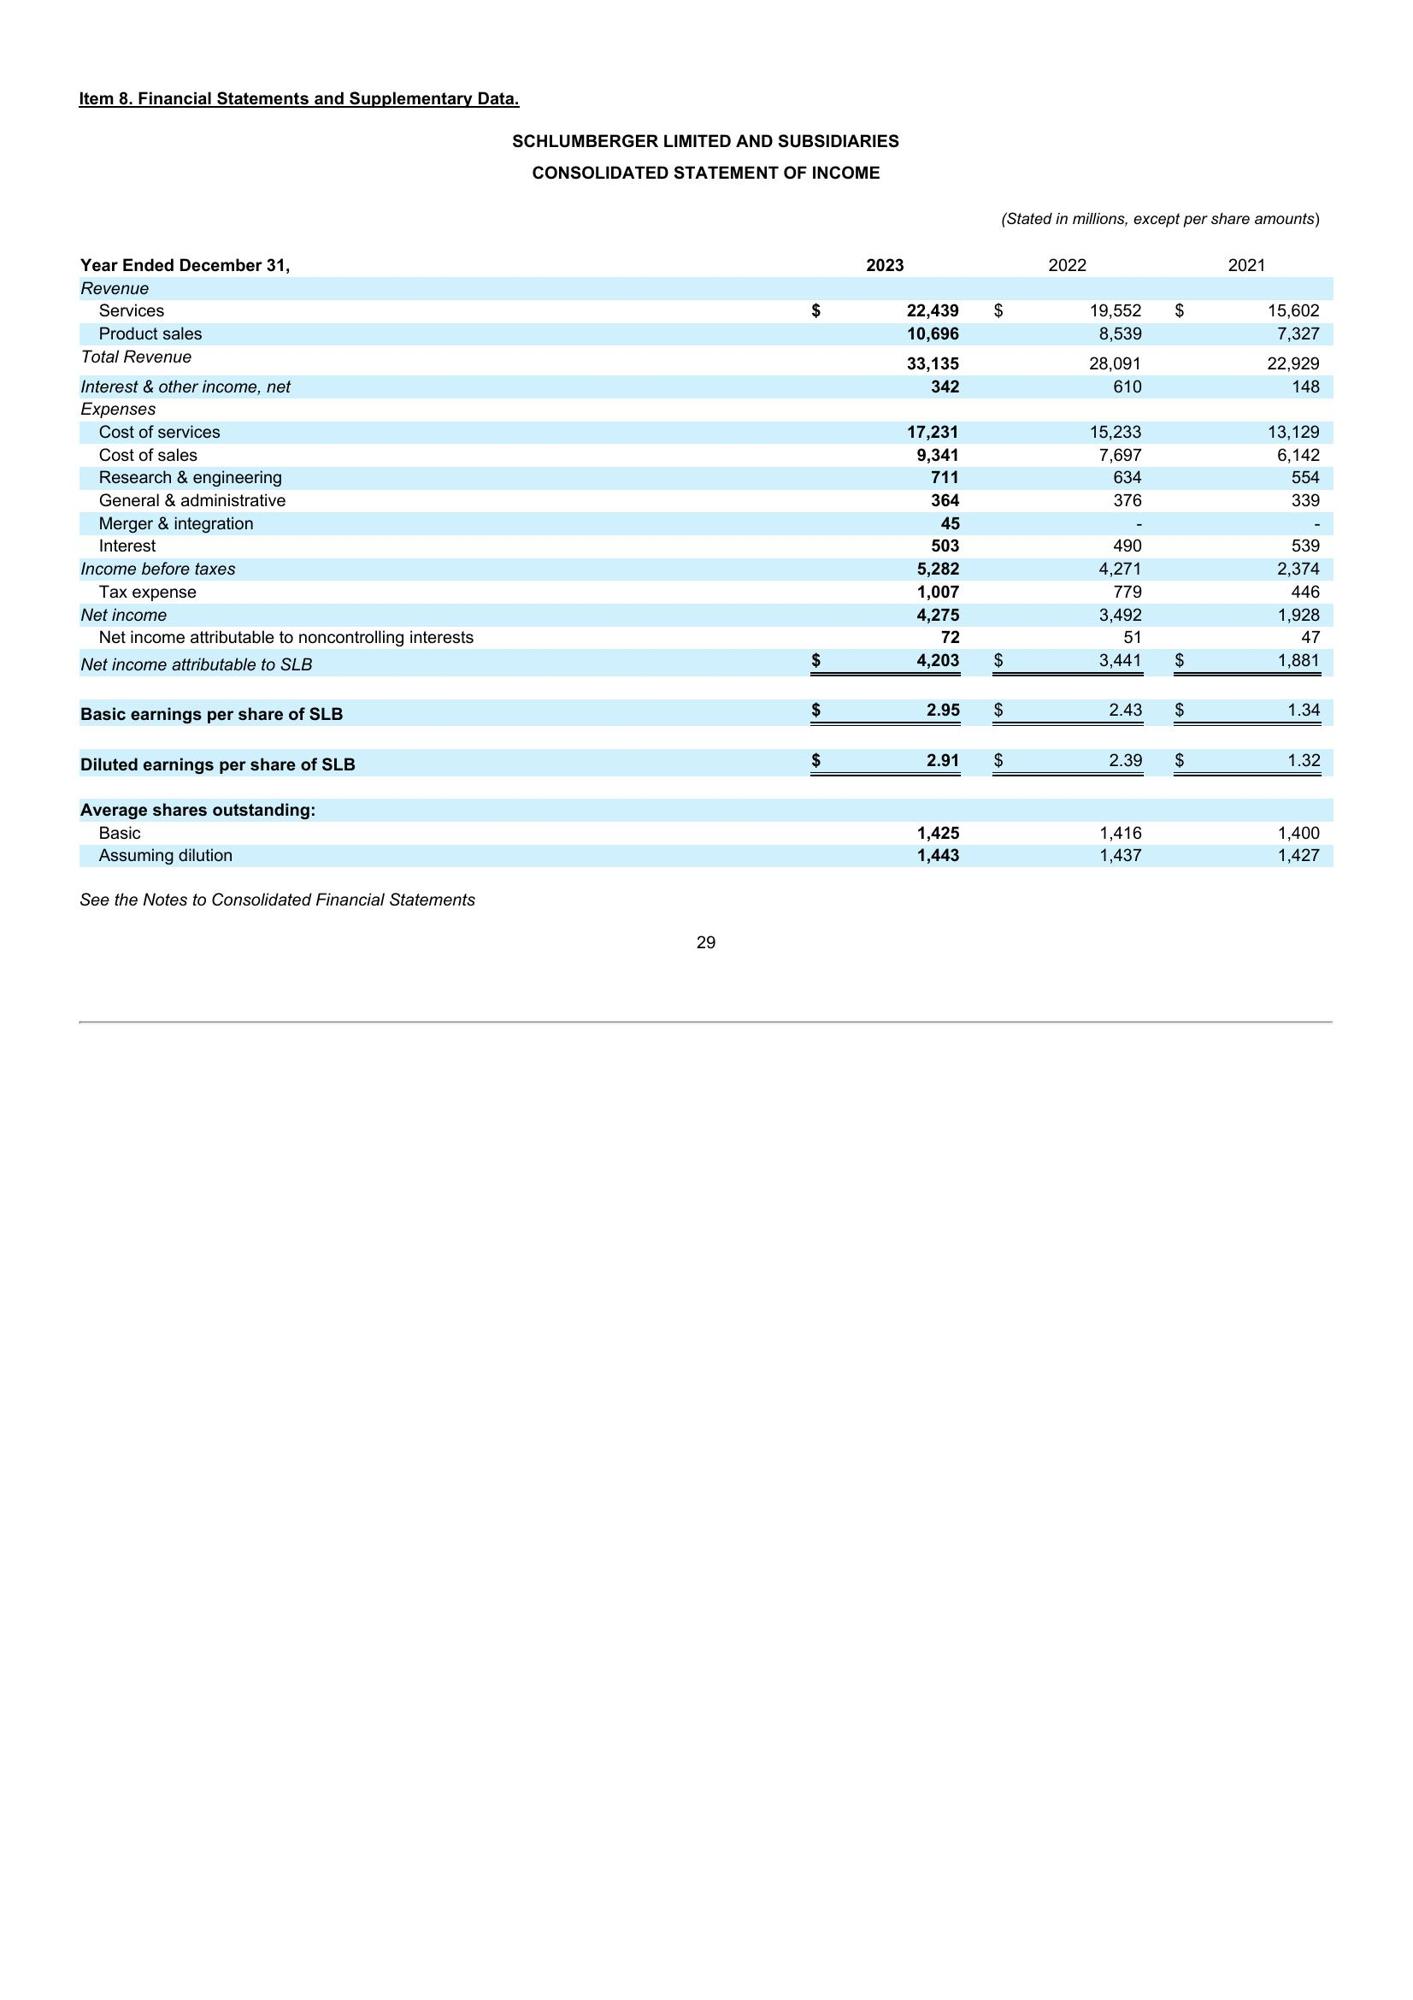 Item 8. Financial Statements and Supplementary Data.
SCHLUMBERGER LIMITED AND SUBSIDIARIES
CONSOLIDATED STATEMENT OF INCOME
(Stated in millions, except per share amounts)
Year Ended December 31, 2023 2022 2021
Revenue
Services $ 22,439 $ 19,552 $ 15,602
Product sales 10,696 8,539 7,327
Total Revenue 33,135 28,091 22,929
Interest & other income, net 342 610 148
Expenses
Cost of services 17,231 15,233 13,129
Cost of sales 9,341 7,697 6,142
Research & engineering 711 634 554
General & administrative 364 376 339
Merger & integration 45 - -
Interest 503 490 539
Income before taxes 5,282 4,271 2,374
Tax expense 1,007 779 446
Net income 4,275 3,492 1,928
Net income attributable to noncontrolling interests 72 51 47
Net income attributable to SLB $ 4,203 $ 3,441 $ 1,881
Basic earnings per share of SLB $ 2.95 $ 2.43 $ 1.34
Diluted earnings per share of SLB $ 2.91 $ 2.39 $ 1.32
Average shares outstanding:
Basic 1,425 1,416 1,400
Assuming dilution 1,443 1,437 1,427
See the Notes to Consolidated Financial Statements
29